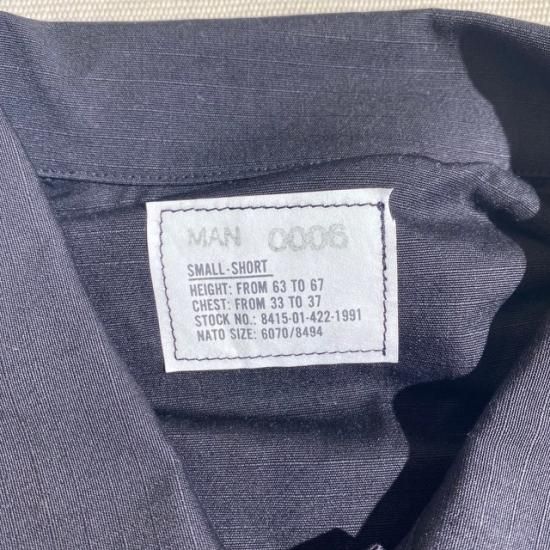 MAN 0006
SMALL-SHORT
HEIGHT: FROM 63 TO 67
CHEST: FROM 33 TO 37
STOCK NO.: 8415-01-422-1991
NATO SIZE: 6070/8494